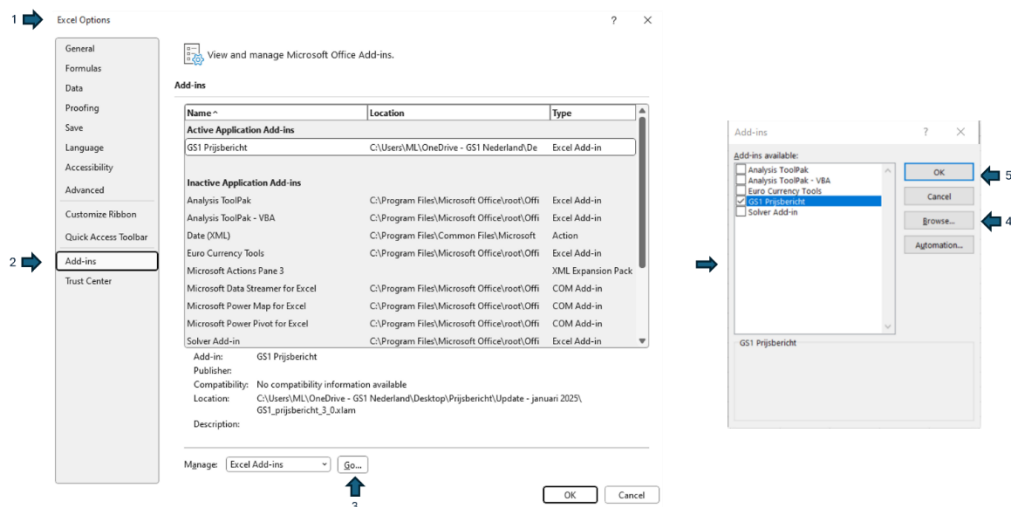 1
Excel Options
?
General
Formulas
Data
Proofing
Save
Language
Accessibility
Advanced
Customize Ribbon
Quick Access Toolbar
2
Add-ins
Trust Center
View and manage Microsoft Office Add-ins.
Add-ins
Name Location Type
Active Application Add-ins
GS1 Prijsbericht C:\Users\ML\OneDrive - GS1 Nederland\De Excel Add-in
Inactive Application Add-ins
Analysis ToolPak C:\Program Files\Microsoft Office\root\Offi Excel Add-in
Analysis ToolPak - VBA C:\Program Files\Microsoft Office\root\Offi Excel Add-in
Date (XML) C:\Program Files\Common Files\Microsoft Action
Euro Currency Tools C:\Program Files\Microsoft Office\root\Offi Excel Add-in
Microsoft Actions Pane 3 XML Expansion Pack
Microsoft Data Streamer for Excel C:\Program Files\Microsoft Office\root\Offi COM Add-in
Microsoft Power Map for Excel C:\Program Files\Microsoft Office\root\Offi COM Add-in
Microsoft Power Pivot for Excel C:\Program Files\Microsoft Office\root\Offi COM Add-in
Solver Add-in C:\Program Files\Microsoft Office\root\Offi Excel Add-in
Add-in: GS1 Prijsbericht
Publisher:
Compatibility: No compatibility information available
Location: C:\Users\ML\OneDrive - GS1 Nederland\Desktop\Prijsbericht\Update - januari 2025\
GS1_prijsbericht_3_0.xlam
Description:
Manage: Excel Add-ins Go...
3
OK Cancel
Add-ins ?
Add-ins available:
Analysis ToolPak
Analysis ToolPak - VBA
Euro Currency Tools
GS1 Prijsbericht
Solver Add-in
OK 5
Cancel
Browse... 4
Automation...
GS1 Prijsbericht